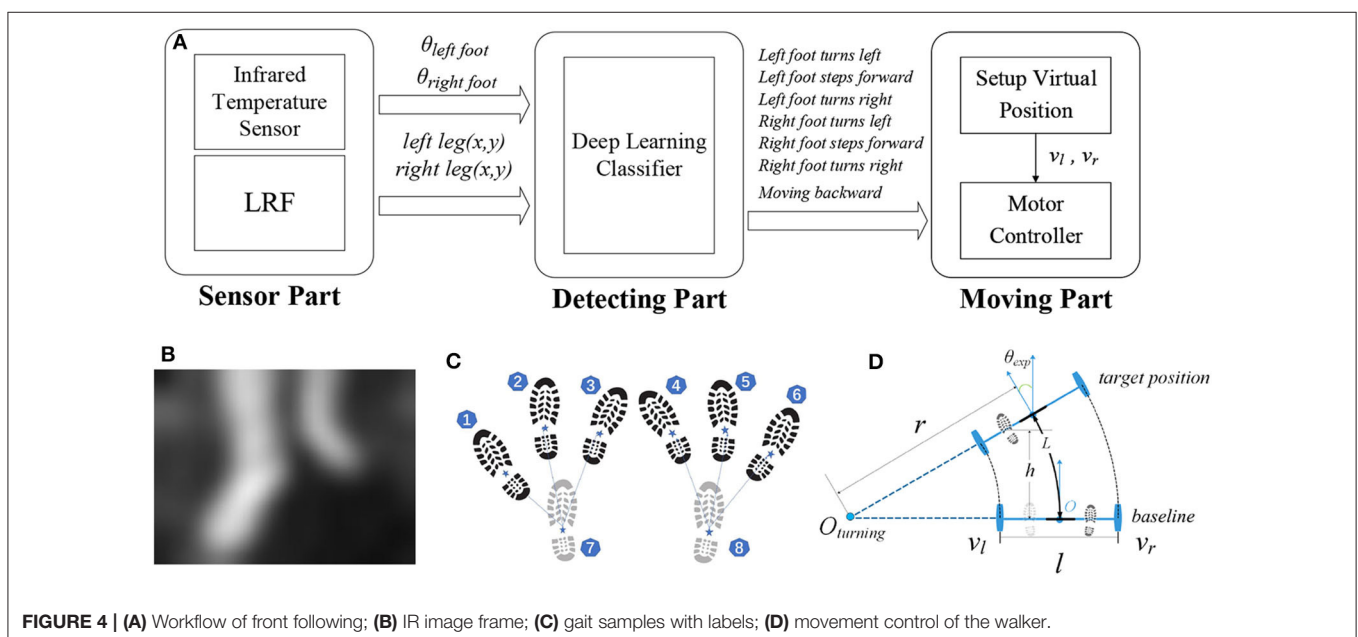 A
Infrared
Temperature
Sensor
LRF
Sensor Part
θleft foot
θright foot
left leg(x,y)
right leg(x,y)
Deep Learning
Classifier
Detecting Part
Left foot turns left
Left foot steps forward
Left foot turns right
Right foot turns left
Right foot steps forward
Right foot turns right
Moving backward
Setup Virtual
Position
vl , vr
Motor
Controller
Moving Part
B
C
1
2
3
4
5
6
7
8
D
θexp
target position
r
L
h
O
Oturning
baseline
vl
l
vr
FIGURE 4 | (A) Workflow of front following; (B) IR image frame; (C) gait samples with labels; (D) movement control of the walker.